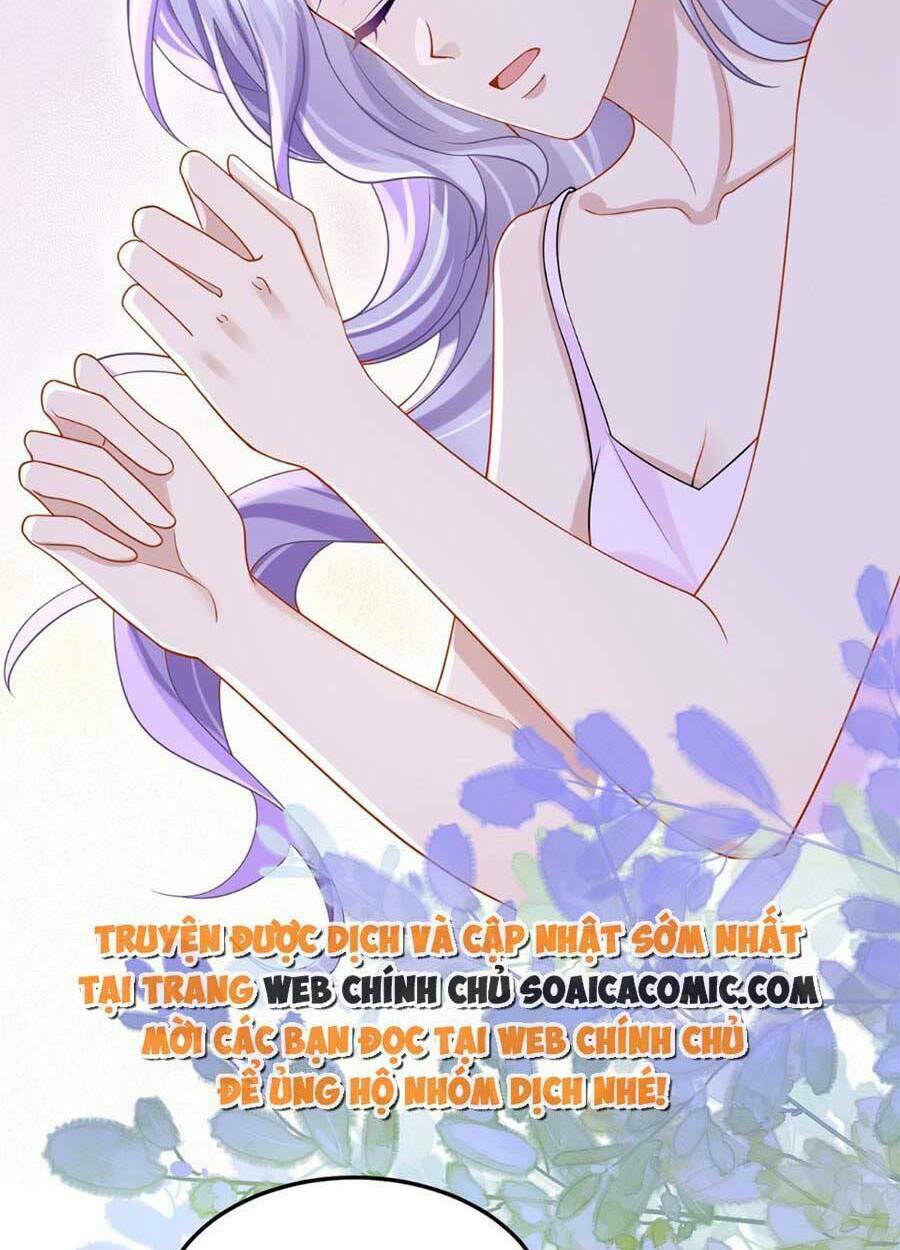 TRUYỆN ĐƯỢC DỊCH VÀ CẬP NHẬT SỚM NHẤT
TẠI TRANG WEB CHÍNH CHỦ SOAICACOMIC.COM
MỜI CÁC BẠN ĐỌC TẠI WEB CHÍNH CHỦ
ĐỂ ỦNG HỘ NHÓM DỊCH NHÉ!